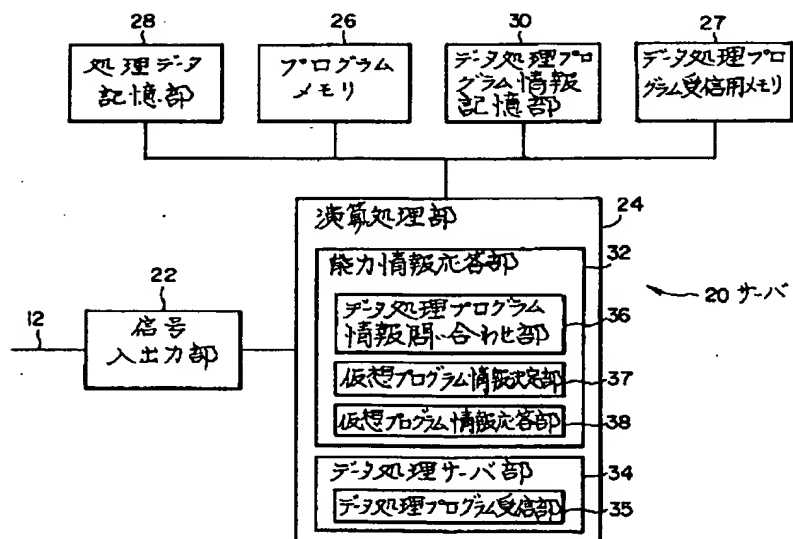 28
処理データ
記憶部
26
プログラム
メモリ
30
データ処理プロ
グラム情報
記憶部
27
データ処理プロ
グラム受信用メモリ
演算処理部
24
能力情報応答部
32
データ処理プログラム
情報問い合わせ部
36
仮想プログラム情報決定部
37
仮想プログラム情報応答部
38
データ処理サーバ部
34
データ処理プログラム受信部
35
20 サーバ
12
22
信号
入出力部